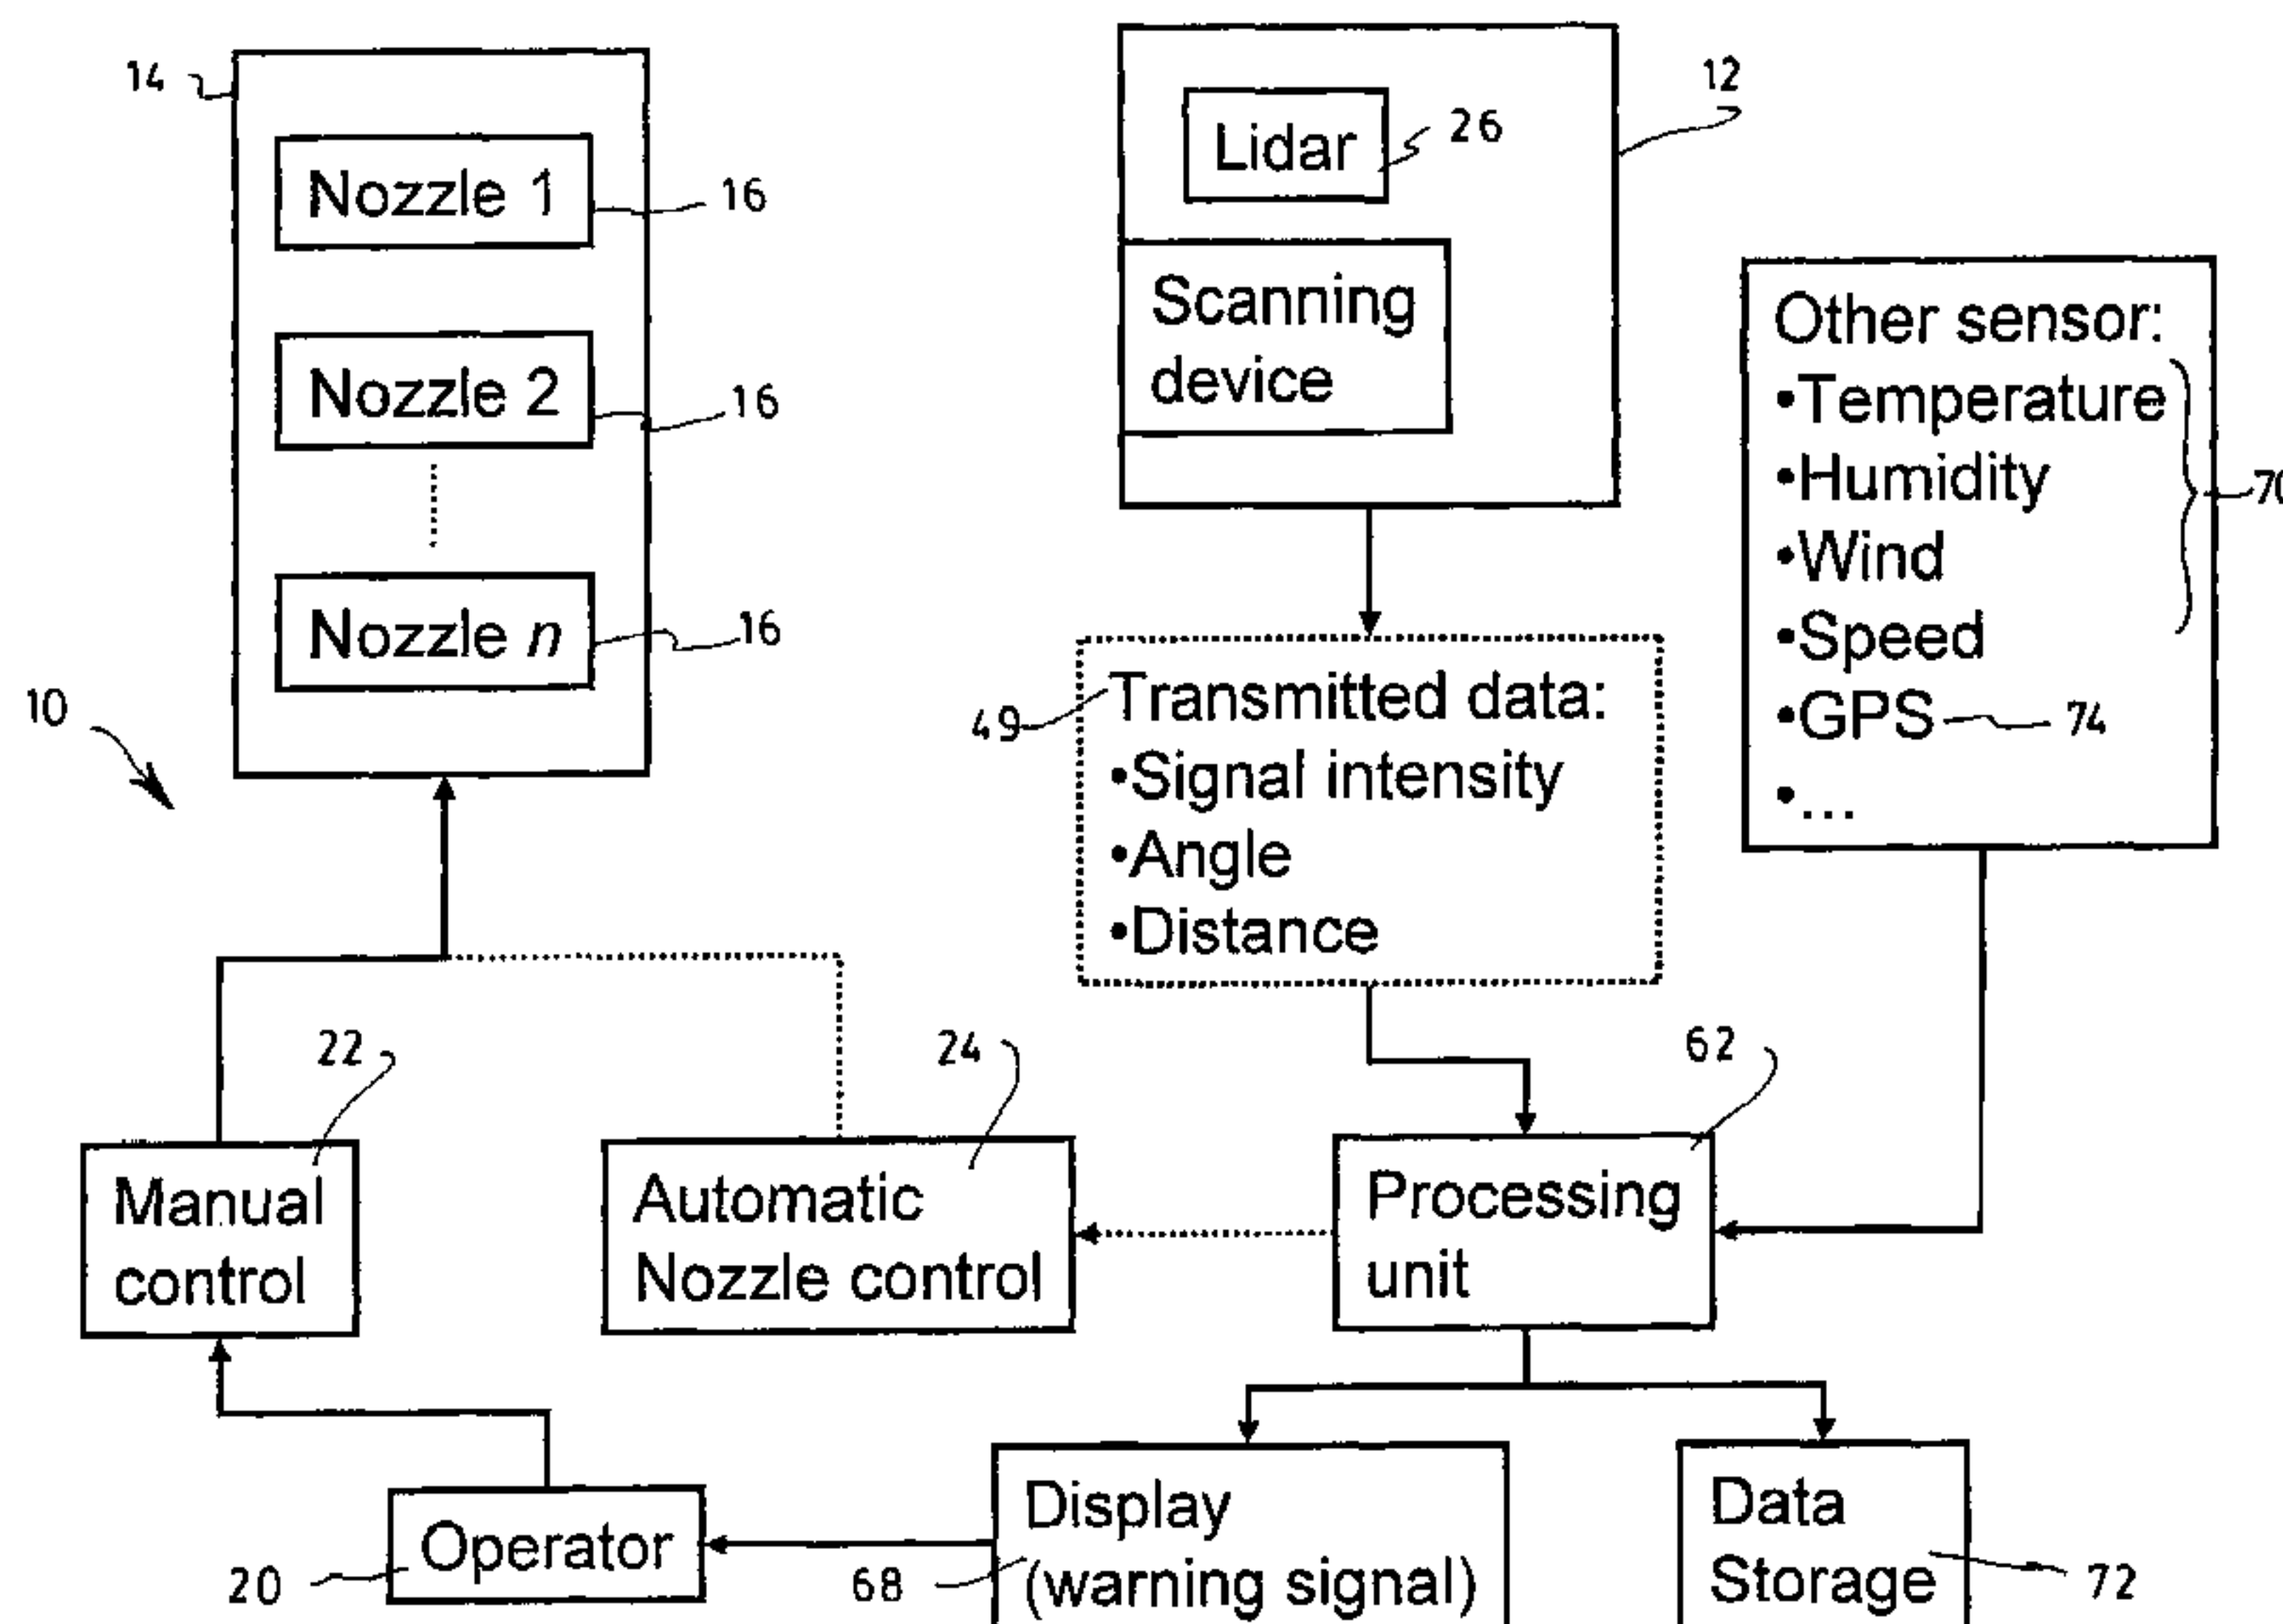 14
Nozzle 1
16
Nozzle 2
16
Nozzle n
16
10
Lidar
26
12
Scanning
device
Other sensor:
•Temperature
•Humidity
•Wind
•Speed
•GPS
•...
70
74
49
Transmitted data:
•Signal intensity
•Angle
•Distance
22
Manual
control
24
Automatic
Nozzle control
62
Processing
unit
Operator
20
Display
(warning signal)
68
Data
Storage
72